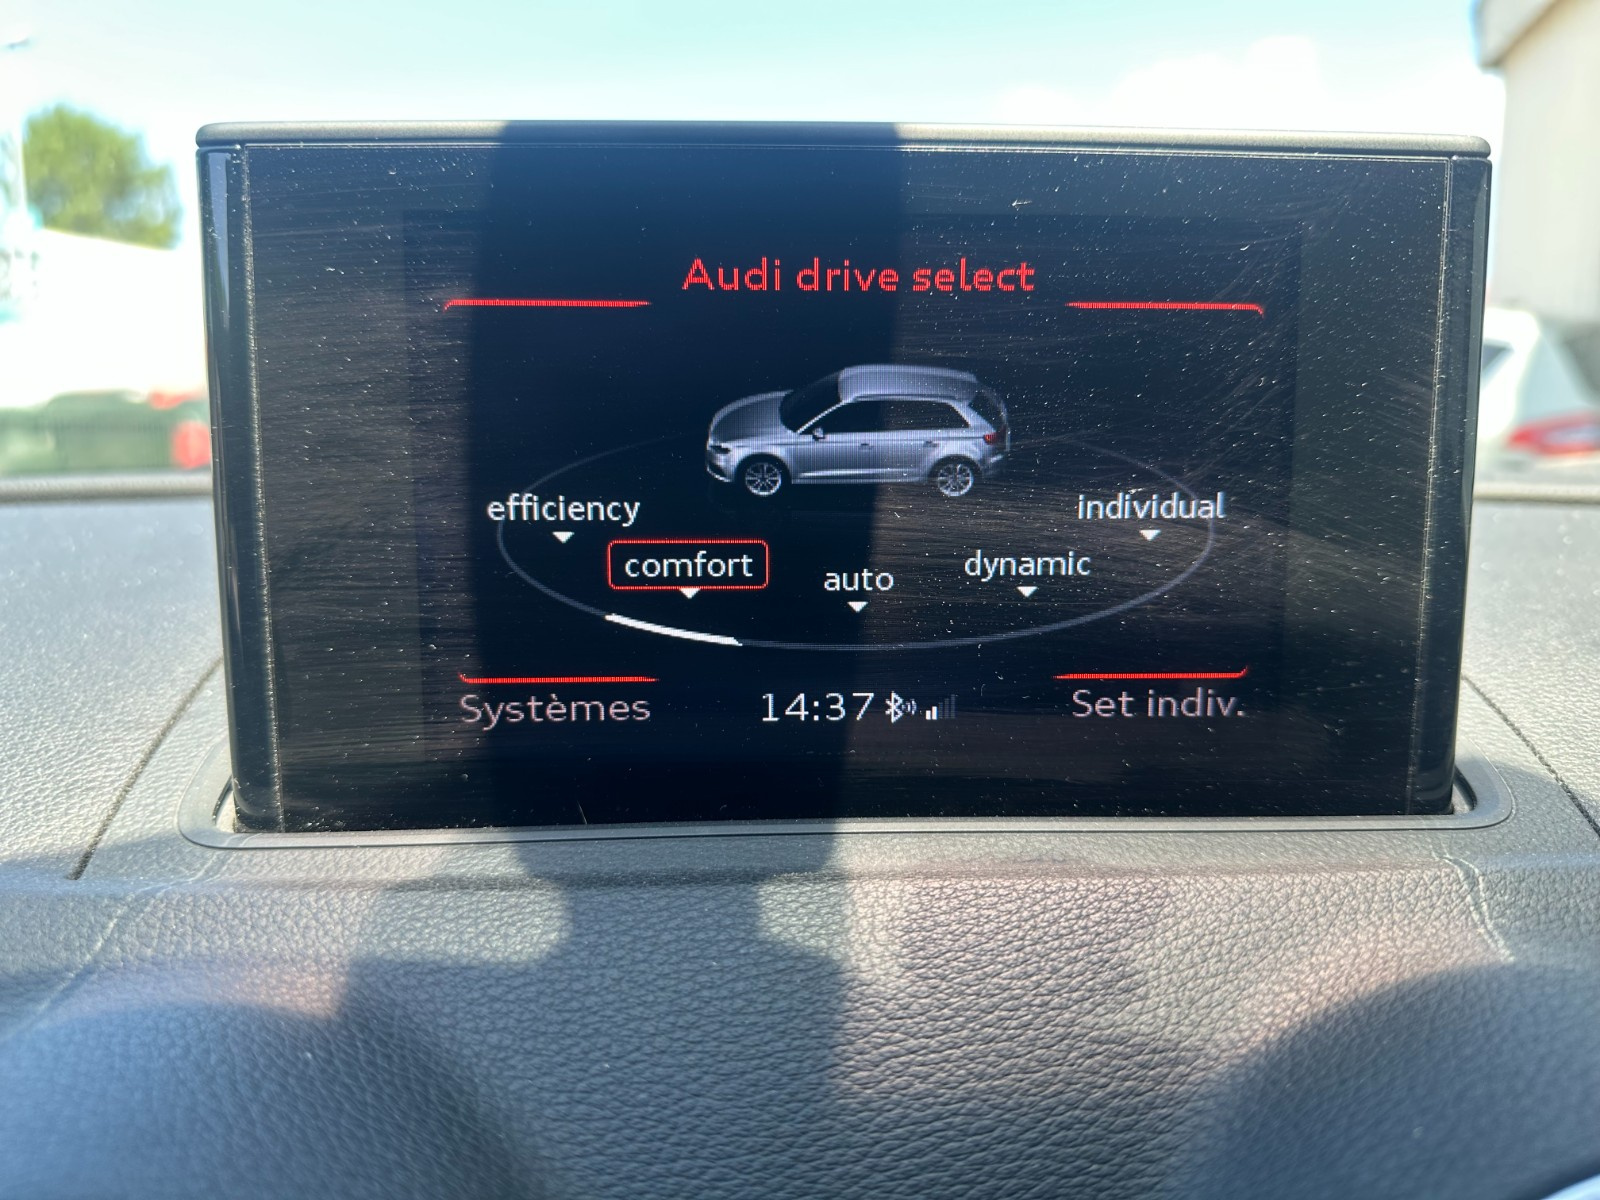 Audi drive select
efficiency
individual
comfort
auto
dynamic
Systèmes
14:37
Set indiv.